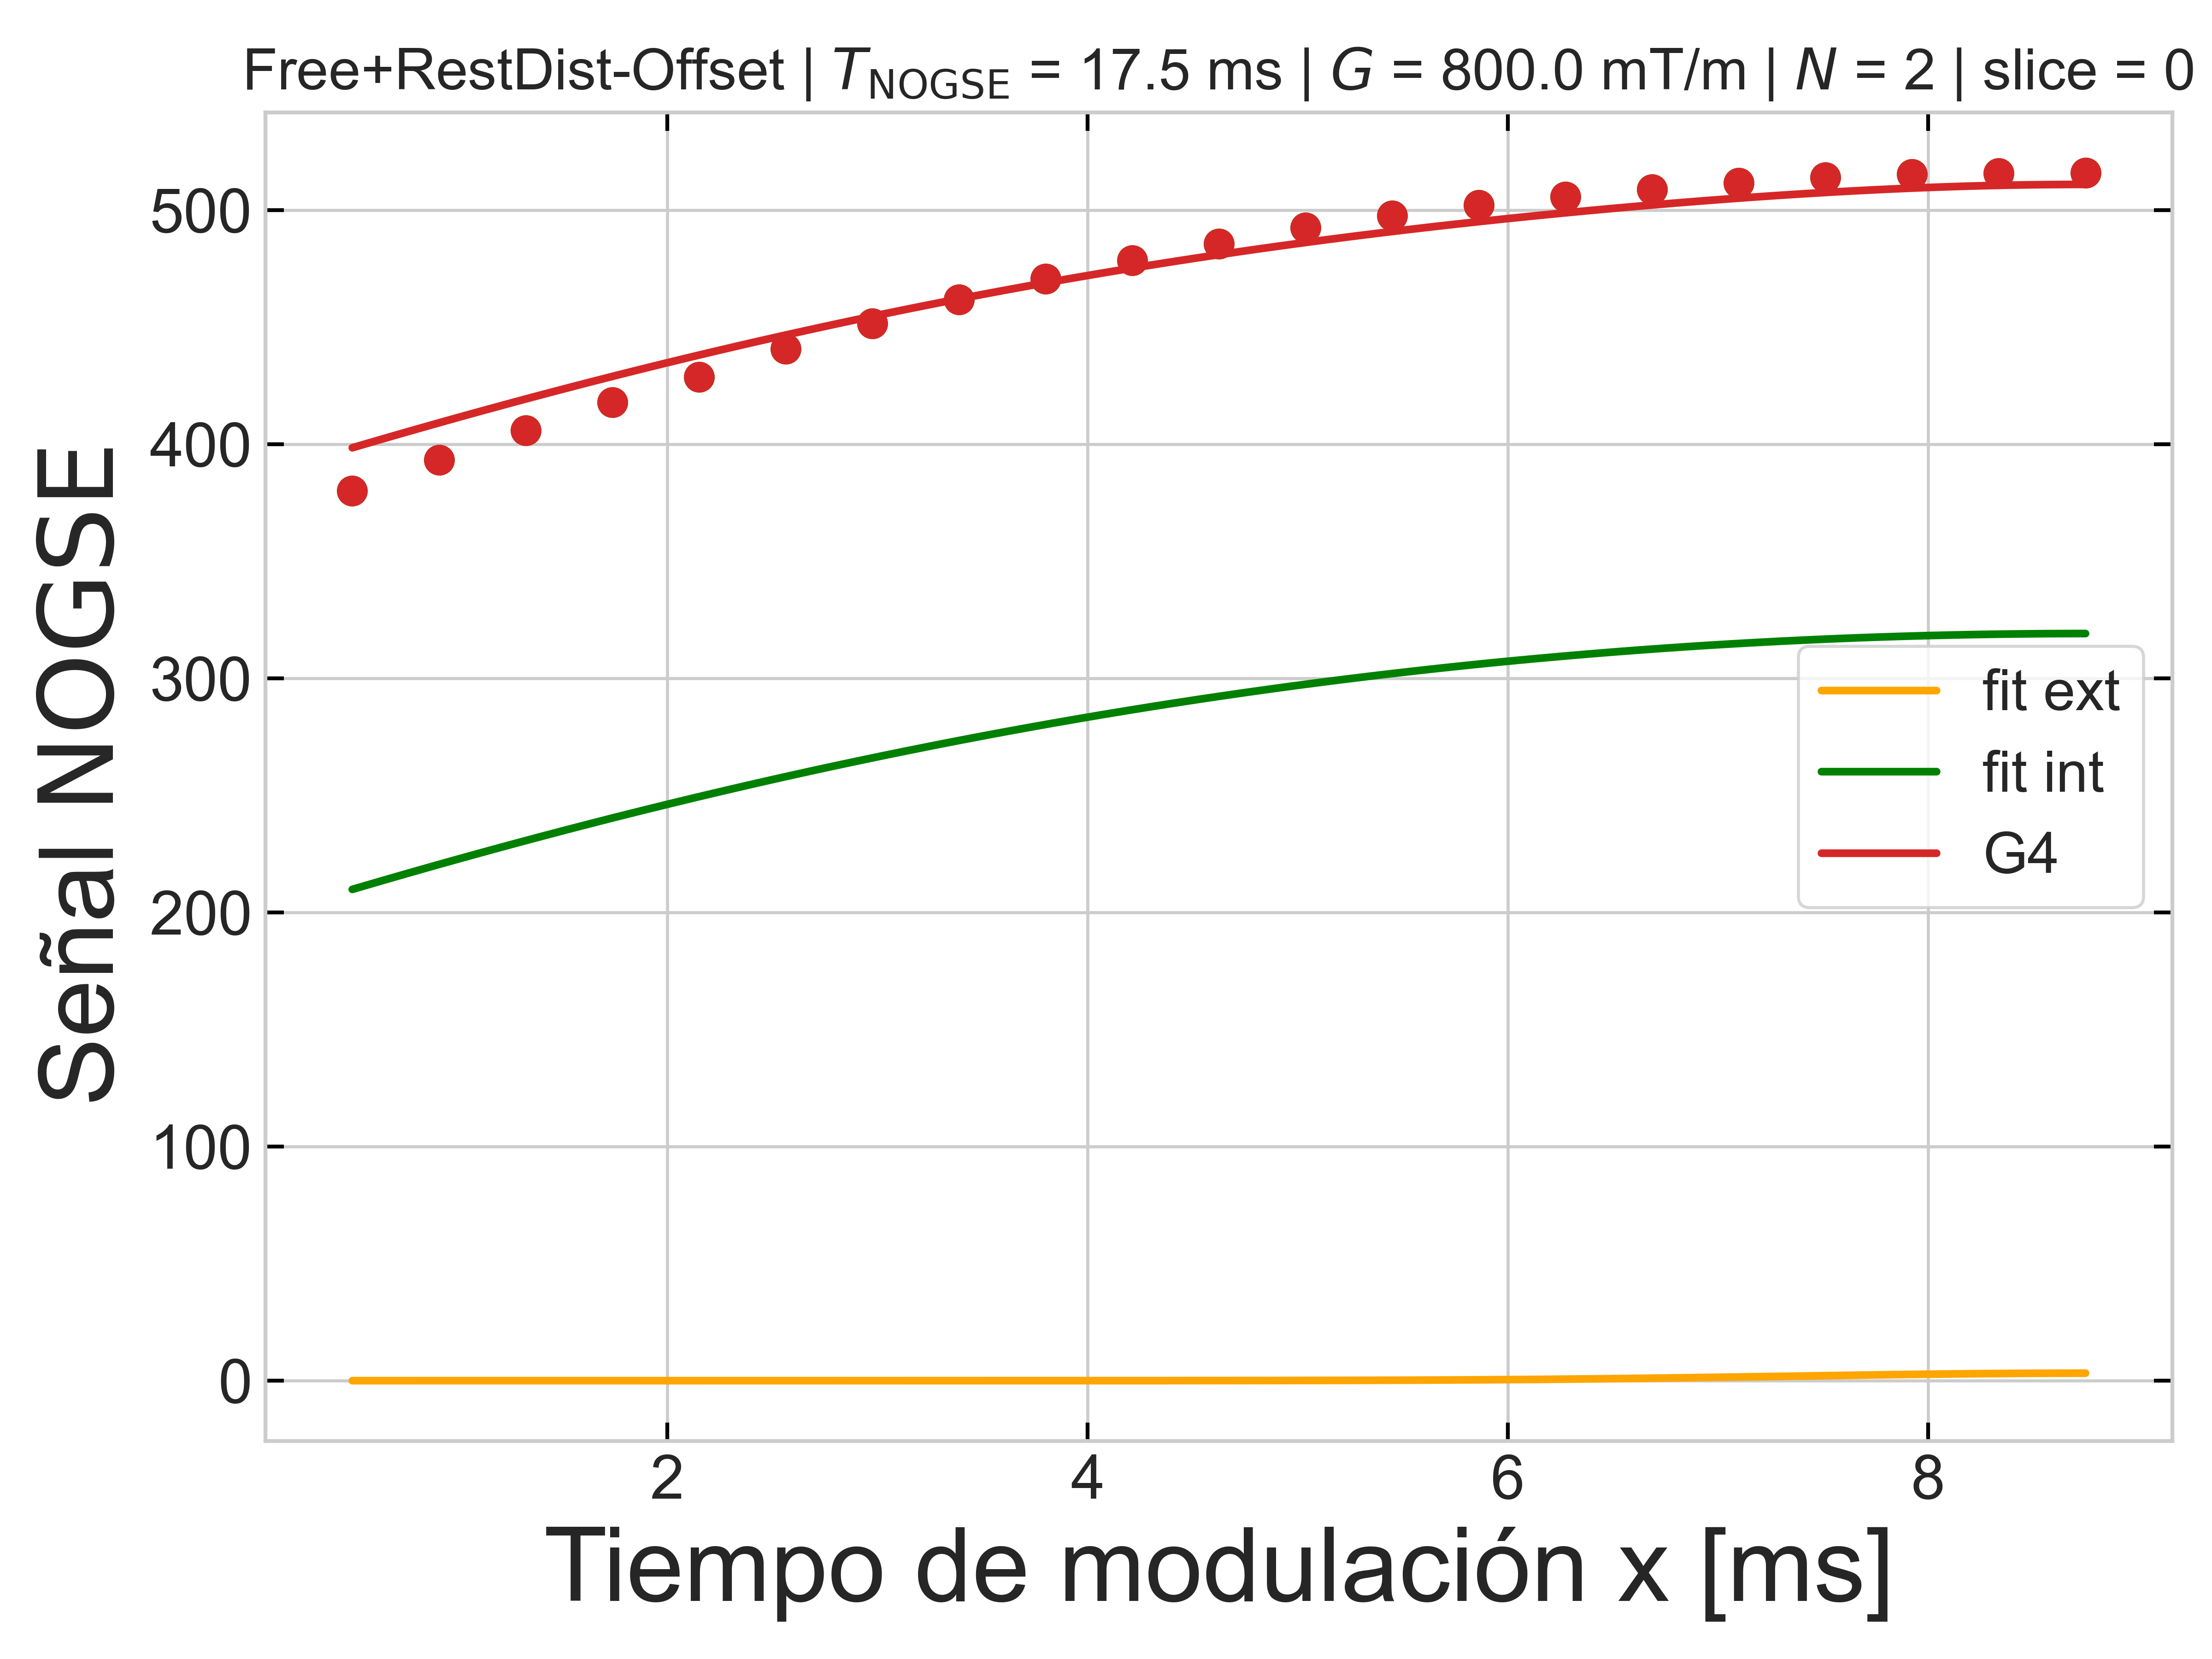 Free+RestDist-Offset | T_NOGSE = 17.5 ms | G = 800.0 mT/m | N = 2 | slice = 0
Señal NOGSE
500
400
300
200
100
0
fit ext
fit int
G4
2 4 6 8
Tiempo de modulación x [ms]